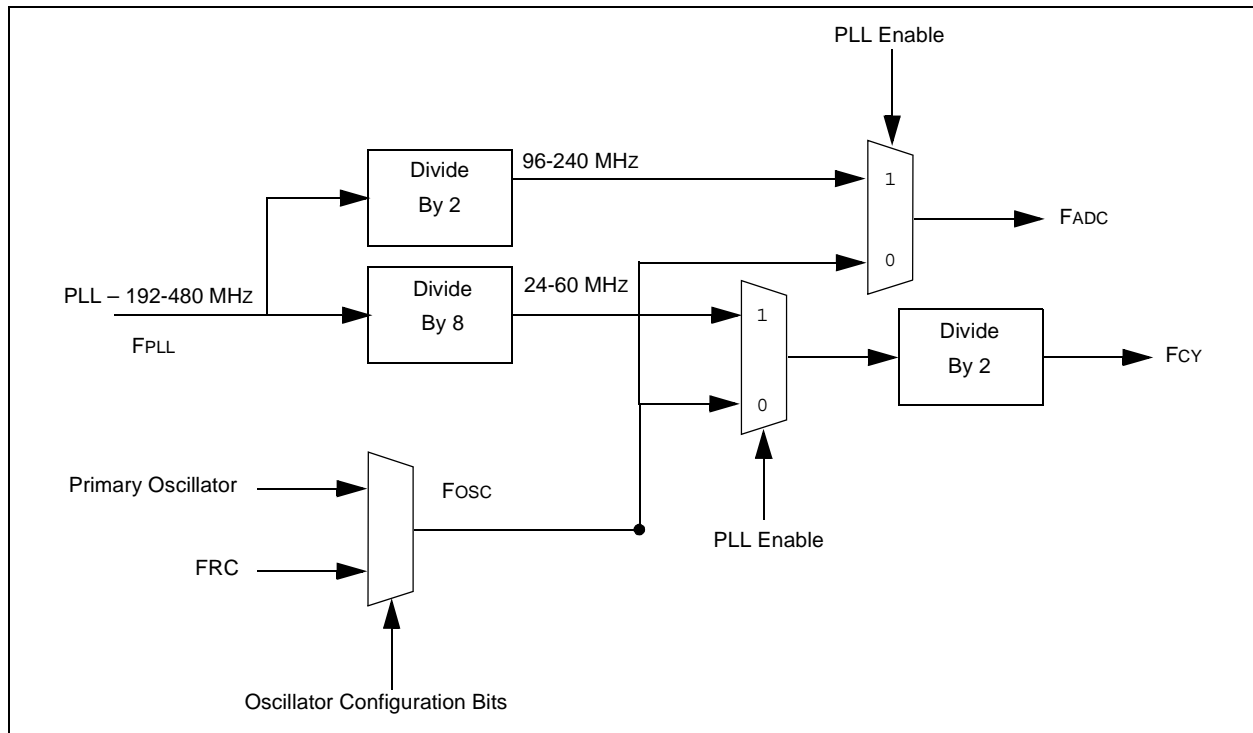 PLL Enable
Divide
By 2
96-240 MHz
1
FADC
0
PLL – 192-480 MHz
FPLL
Divide
By 8
24-60 MHz
1
0
Divide
By 2
FCY
Primary Oscillator
FOSC
FRC
PLL Enable
Oscillator Configuration Bits